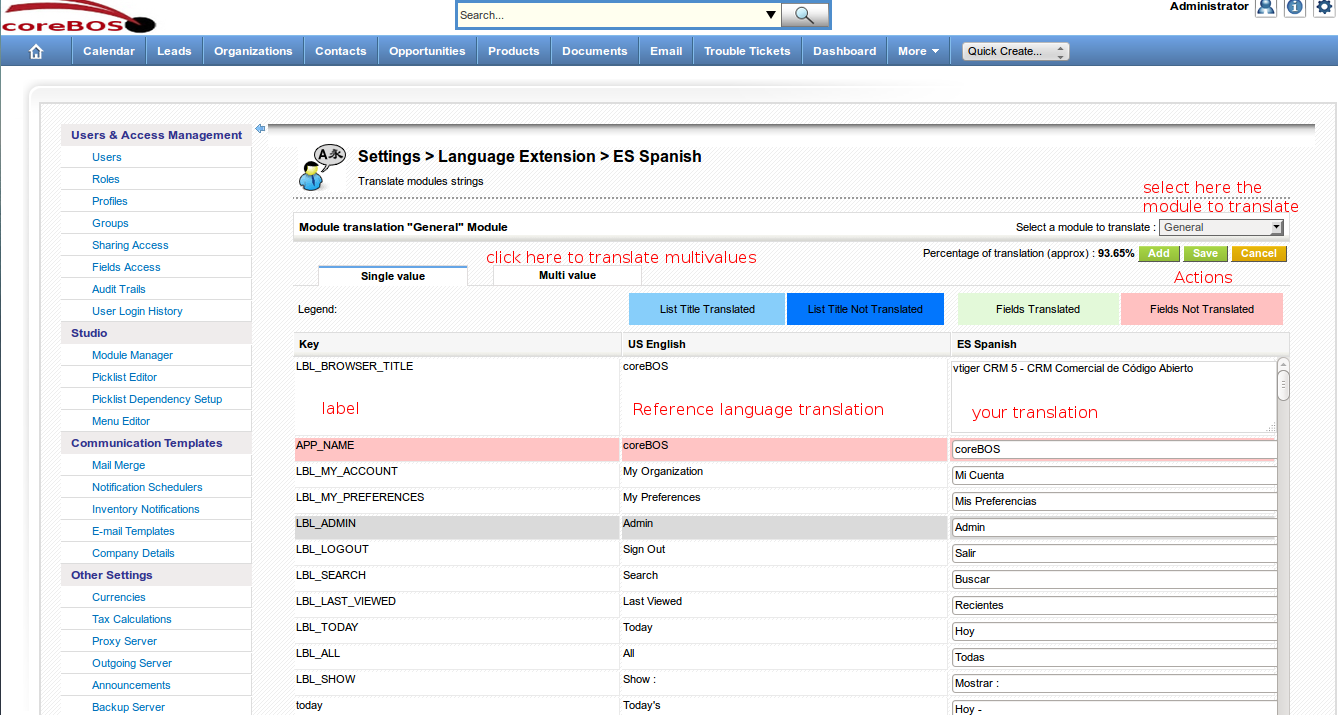 coreBOS
Search...
Administrator
Calendar Leads Organizations Contacts Opportunities Products Documents Email Trouble Tickets Dashboard More Quick Create...
Users & Access Management
Users
Roles
Profiles
Groups
Sharing Access
Fields Access
Audit Trails
User Login History
Studio
Module Manager
Picklist Editor
Picklist Dependency Setup
Menu Editor
Communication Templates
Mail Merge
Notification Schedulers
Inventory Notifications
E-mail Templates
Company Details
Other Settings
Currencies
Tax Calculations
Proxy Server
Outgoing Server
Announcements
Backup Server
Settings > Language Extension > ES Spanish
Translate modules strings
select here the
module to translate
Module translation "General" Module
Select a module to translate : General
click here to translate multivalues
Percentage of translation (approx) : 93.65% Add Save Cancel
Actions
Single value Multi value
Legend: List Title Translated List Title Not Translated Fields Translated Fields Not Translated
Key US English ES Spanish
LBL_BROWSER_TITLE coreBOS vtiger CRM 5 - CRM Comercial de Código Abierto
label Reference language translation your translation
APP_NAME coreBOS coreBOS
LBL_MY_ACCOUNT My Organization Mi Cuenta
LBL_MY_PREFERENCES My Preferences Mis Preferencias
LBL_ADMIN Admin Admin
LBL_LOGOUT Sign Out Salir
LBL_SEARCH Search Buscar
LBL_LAST_VIEWED Last Viewed Recientes
LBL_TODAY Today Hoy
LBL_ALL All Todas
LBL_SHOW Show : Mostrar :
today Today's Hoy -